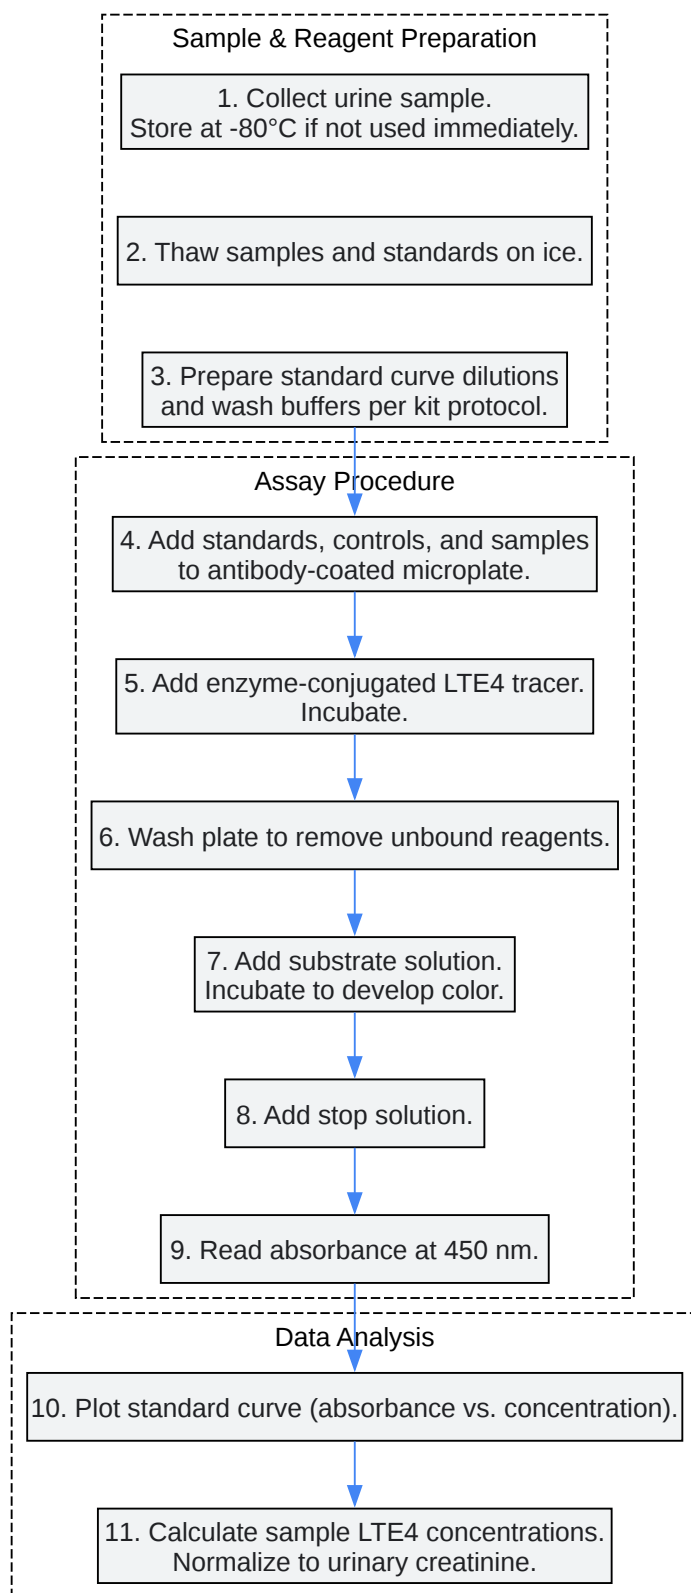 Sample & Reagent Preparation
1. Collect urine sample.
Store at -80°C if not used immediately.
2. Thaw samples and standards on ice.
3. Prepare standard curve dilutions
and wash buffers per kit protocol.
Assay Procedure
4. Add standards, controls, and samples
to antibody-coated microplate.
5. Add enzyme-conjugated LTE4 tracer.
Incubate.
6. Wash plate to remove unbound reagents.
7. Add substrate solution.
Incubate to develop color.
8. Add stop solution.
9. Read absorbance at 450 nm.
Data Analysis
10. Plot standard curve (absorbance vs. concentration).
11. Calculate sample LTE4 concentrations.
Normalize to urinary creatinine.